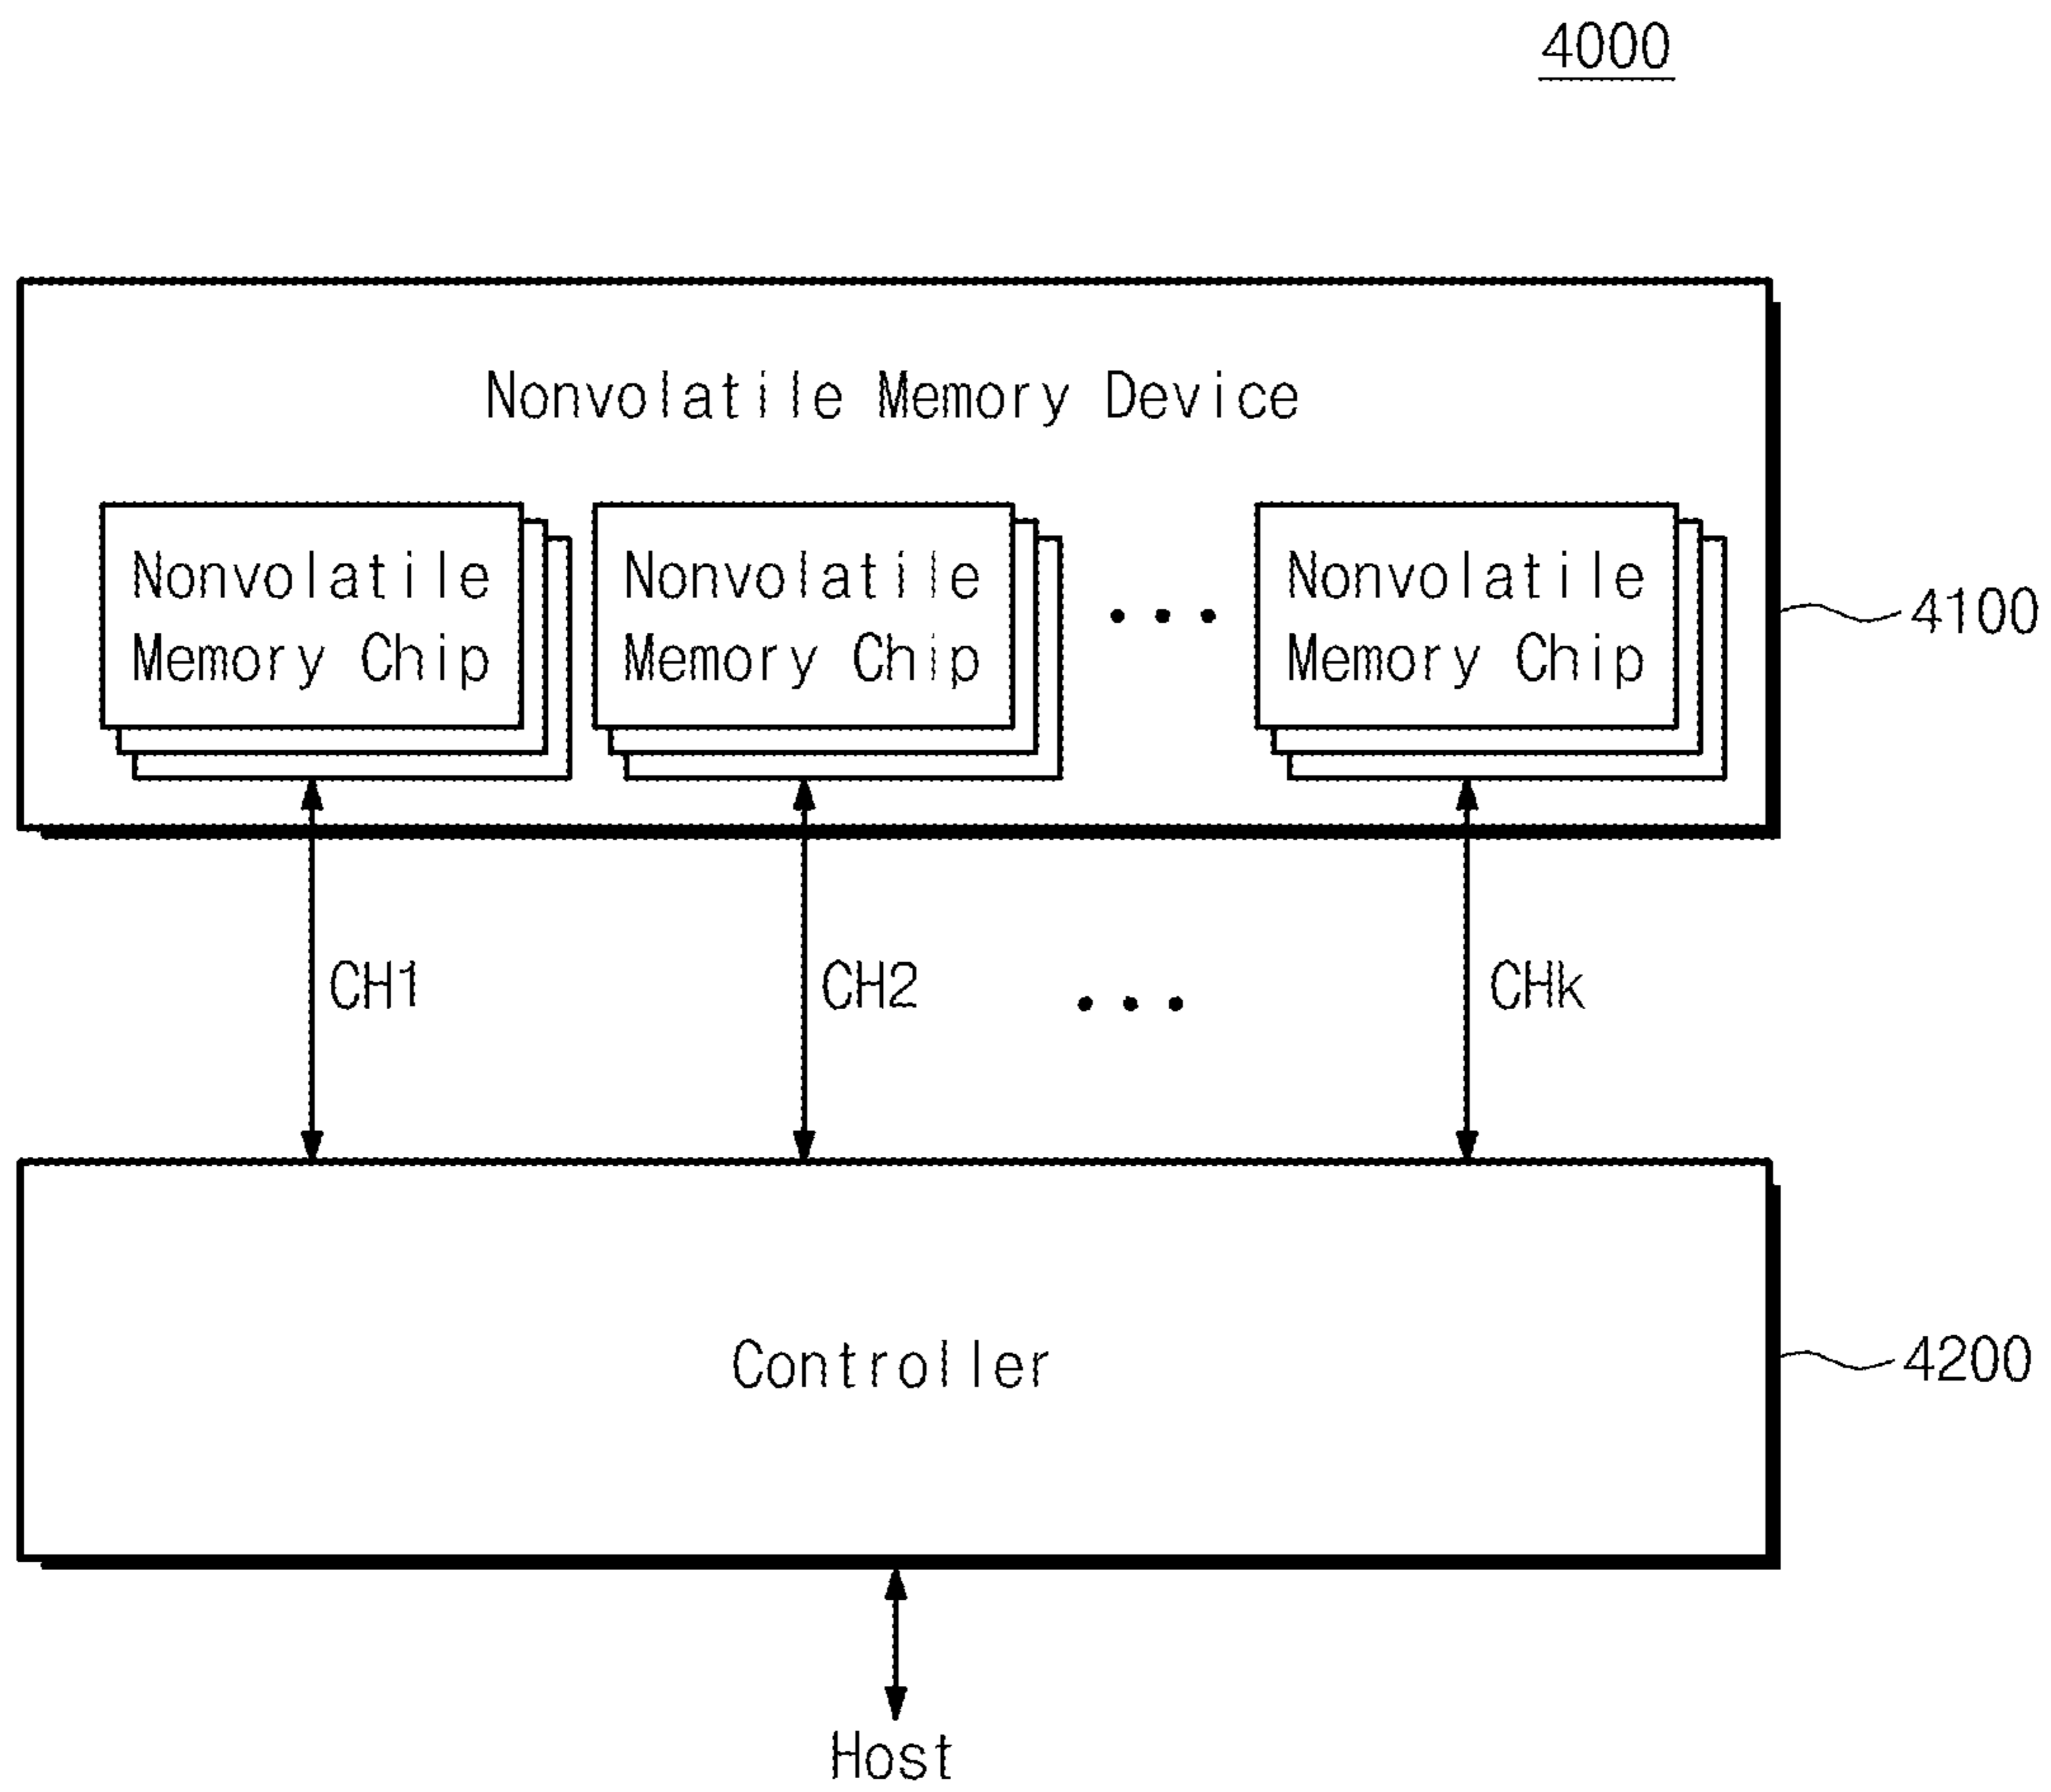 4000
Nonvolatile Memory Device
Nonvolatile Nonvolatile ••• Nonvolatile
Memory Chip Memory Chip Memory Chip
4100
CH1 CH2 ••• CHk
Controller
4200
Host